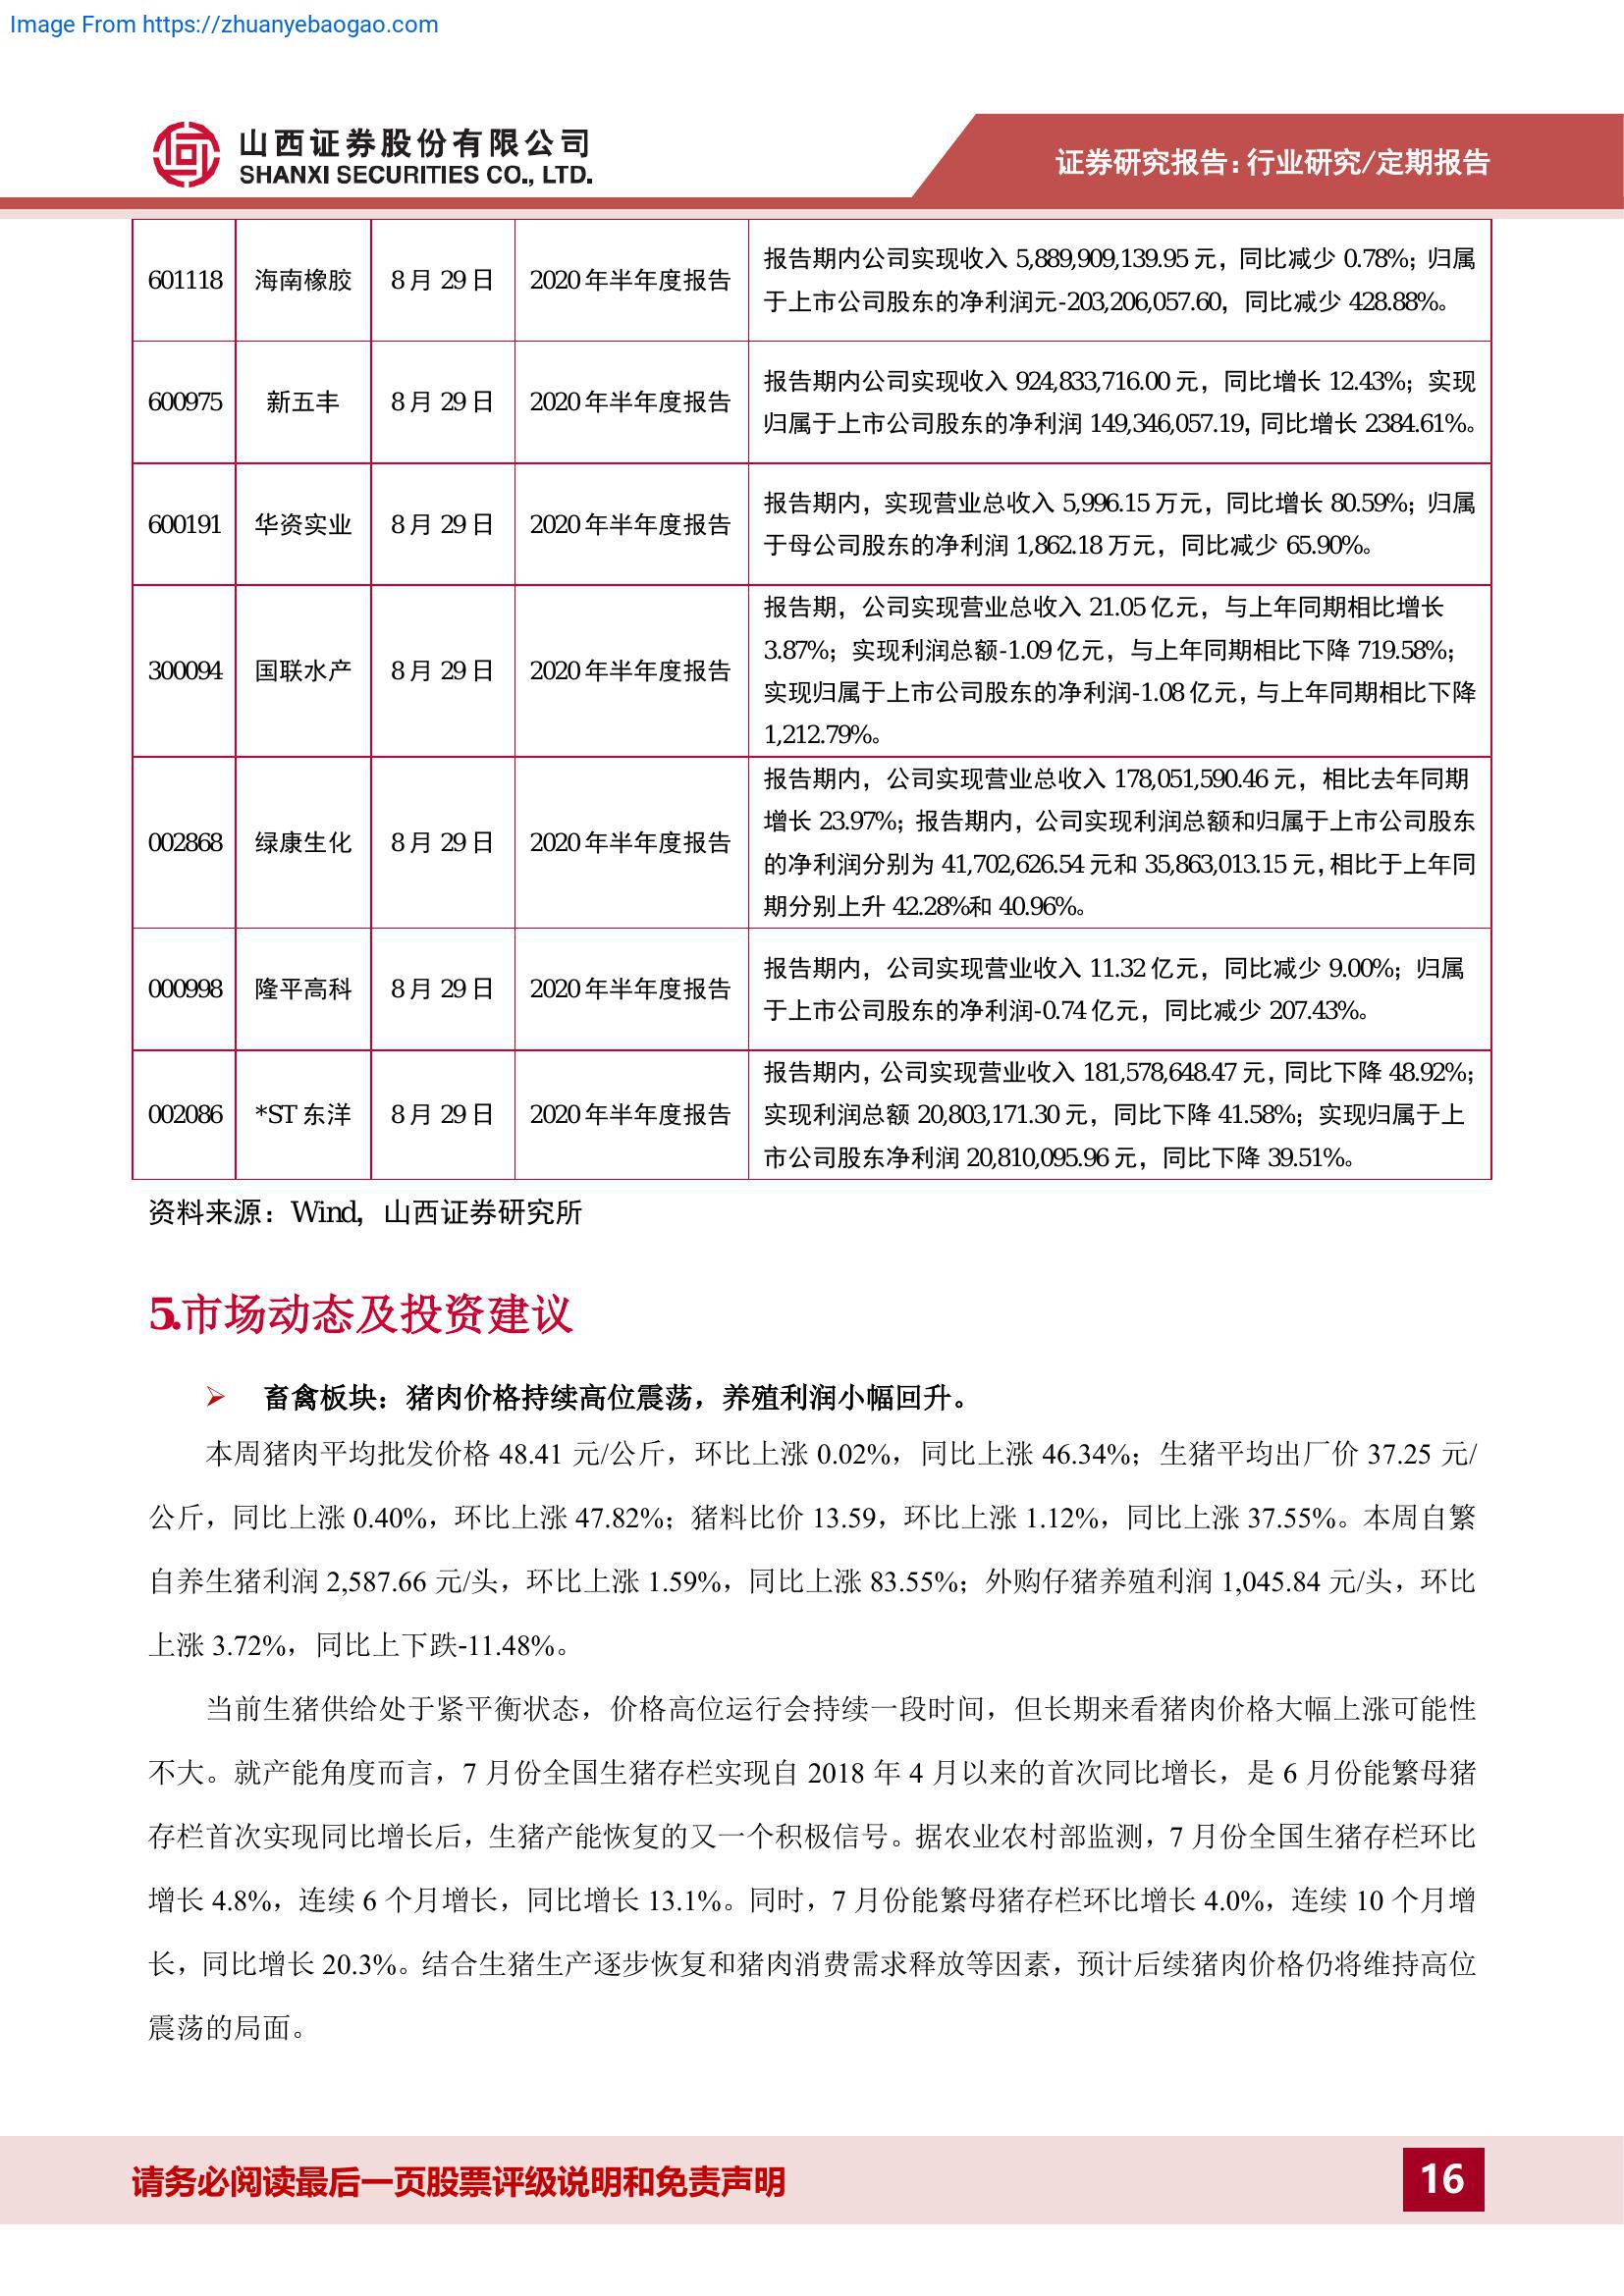 Image From https://zhuanyebaogao.com
山西证券股份有限公司
SHANXI SECURITIES CO., LTD.
证券研究报告：行业研究/定期报告
601118 海南橡胶 8月29日 2020年半年度报告
报告期内公司实现收入 5,889,909,139.95 元，同比减少 0.78%；归属
于上市公司股东的净利润元-203,206,057.60，同比减少 428.88%。
600975 新五丰 8月29日 2020年半年度报告
报告期内公司实现收入 924,833,716.00 元，同比增长 12.43%；实现
归属于上市公司股东的净利润 149,346,057.19，同比增长 2384.61%。
600191 华资实业 8月29日 2020年半年度报告
报告期内，实现营业总收入 5,996.15 万元，同比增长 80.59%；归属
于母公司股东的净利润 1,862.18 万元，同比减少 65.90%。
300094 国联水产 8月29日 2020年半年度报告
报告期，公司实现营业总收入 21.05 亿元，与上年同期相比增长
3.87%；实现利润总额-1.09 亿元，与上年同期相比下降 719.58%；
实现归属于上市公司股东的净利润-1.08 亿元，与上年同期相比下降
1,212.79%。
002868 绿康生化 8月29日 2020年半年度报告
报告期内，公司实现营业总收入 178,051,590.46 元，相比去年同期
增长 23.97%；报告期内，公司实现利润总额和归属于上市公司股东
的净利润分别为 41,702,626.54 元和 35,863,013.15 元，相比于上年同
期分别上升 42.28%和 40.96%。
000998 隆平高科 8月29日 2020年半年度报告
报告期内，公司实现营业收入 11.32 亿元，同比减少 9.00%；归属
于上市公司股东的净利润-0.74 亿元，同比减少 207.43%。
002086 *ST 东洋 8月29日 2020年半年度报告
报告期内，公司实现营业收入 181,578,648.47 元，同比下降 48.92%；
实现利润总额 20,803,171.30 元，同比下降 41.58%；实现归属于上
市公司股东净利润 20,810,095.96 元，同比下降 39.51%。
资料来源：Wind，山西证券研究所
5.市场动态及投资建议
➢ 畜禽板块：猪肉价格持续高位震荡，养殖利润小幅回升。
本周猪肉平均批发价格 48.41 元/公斤，环比上涨 0.02%，同比上涨 46.34%；生猪平均出厂价 37.25 元/
公斤，同比上涨 0.40%，环比上涨 47.82%；猪料比价 13.59，环比上涨 1.12%，同比上涨 37.55%。本周自繁
自养生猪利润 2,587.66 元/头，环比上涨 1.59%，同比上涨 83.55%；外购仔猪养殖利润 1,045.84 元/头，环比
上涨 3.72%，同比上下跌-11.48%。
当前生猪供给处于紧平衡状态，价格高位运行会持续一段时间，但长期来看猪肉价格大幅上涨可能性
不大。就产能角度而言，7 月份全国生猪存栏实现自 2018 年 4 月以来的首次同比增长，是 6 月份能繁母猪
存栏首次实现同比增长后，生猪产能恢复的又一个积极信号。据农业农村部监测，7 月份全国生猪存栏环比
增长 4.8%，连续 6 个月增长，同比增长 13.1%。同时，7 月份能繁母猪存栏环比增长 4.0%，连续 10 个月增
长，同比增长 20.3%。结合生猪生产逐步恢复和猪肉消费需求释放等因素，预计后续猪肉价格仍将维持高位
震荡的局面。
请务必阅读最后一页股票评级说明和免责声明
16